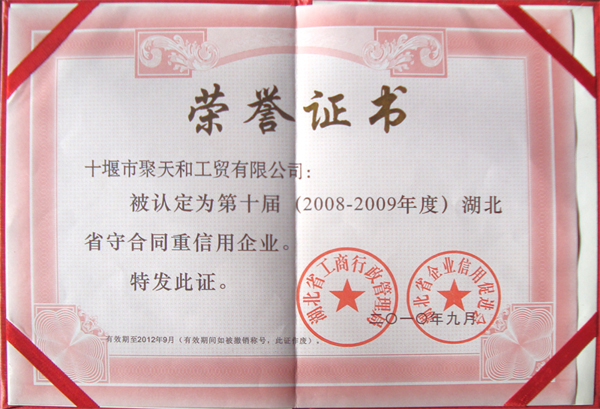 荣誉证书
十堰市聚天和工贸有限公司：
被认定为第十届（2008-2009年度）湖北
省守合同重信用企业。
特发此证。
湖北省工商行政管理局
湖北省企业信用促进会
二〇一〇年九月
有效期至2012年9月（有效期间如被撤销称号，此证作废）。